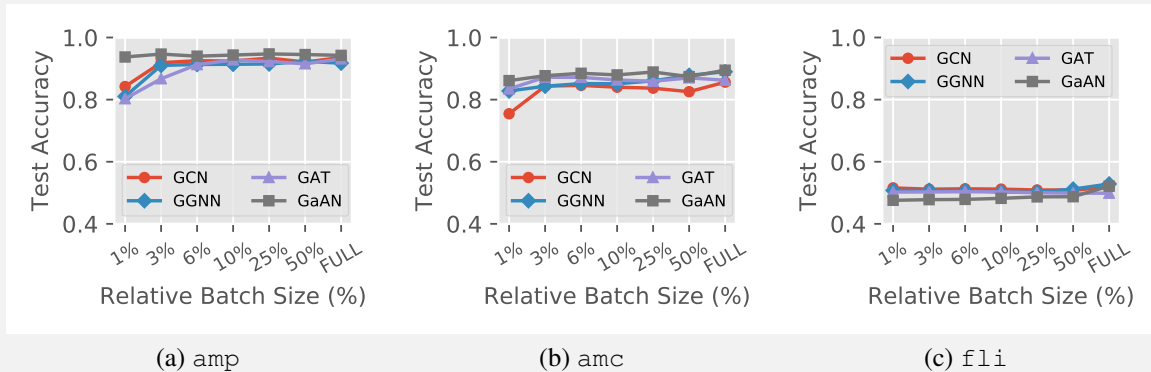 1.0
0.8
0.6
0.4
Test Accuracy
GCN
GGNN
GAT
GaAN
1% 3% 6% 10% 25% 50% FULL
Relative Batch Size (%)
(a) amp
1.0
0.8
0.6
0.4
Test Accuracy
GCN
GGNN
GAT
GaAN
1% 3% 6% 10% 25% 50% FULL
Relative Batch Size (%)
(b) amc
1.0
0.8
0.6
0.4
Test Accuracy
GCN
GGNN
GAT
GaAN
1% 3% 6% 10% 25% 50% FULL
Relative Batch Size (%)
(c) fli